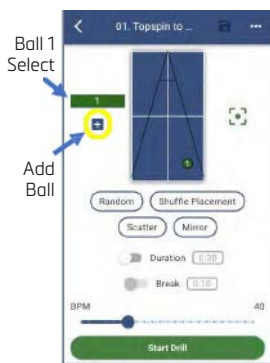 01. Topspin to ...
Ball 1
Select
1
+
Add
Ball
1
Random
Shuffle Placement
Scatter
Mirror
Duration 0:30
Break 0:10
BPM
40
Start Drill